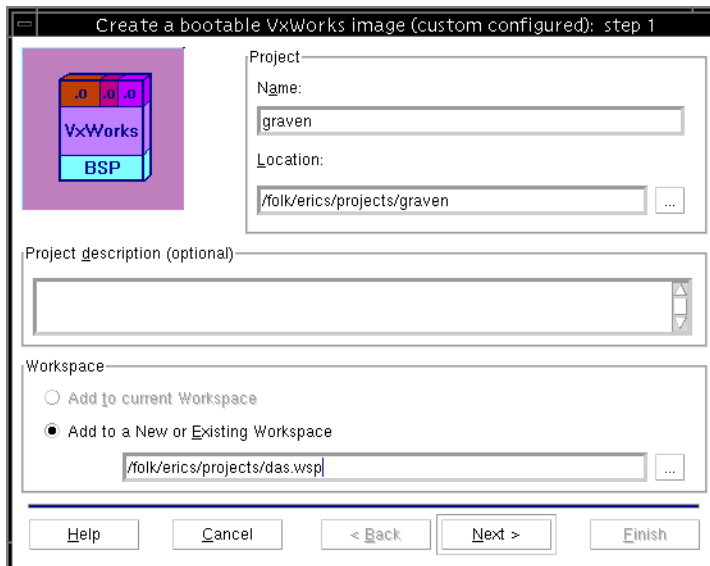 Create a bootable VxWorks image (custom configured): step 1
.0 .0 .0
VxWorks
BSP
Project
Name:
graven
Location:
/folk/erics/projects/graven
...
Project description (optional)
Workspace
Add to current Workspace
Add to a New or Existing Workspace
/folk/erics/projects/das.wsp
...
Help Cancel < Back Next > Finish